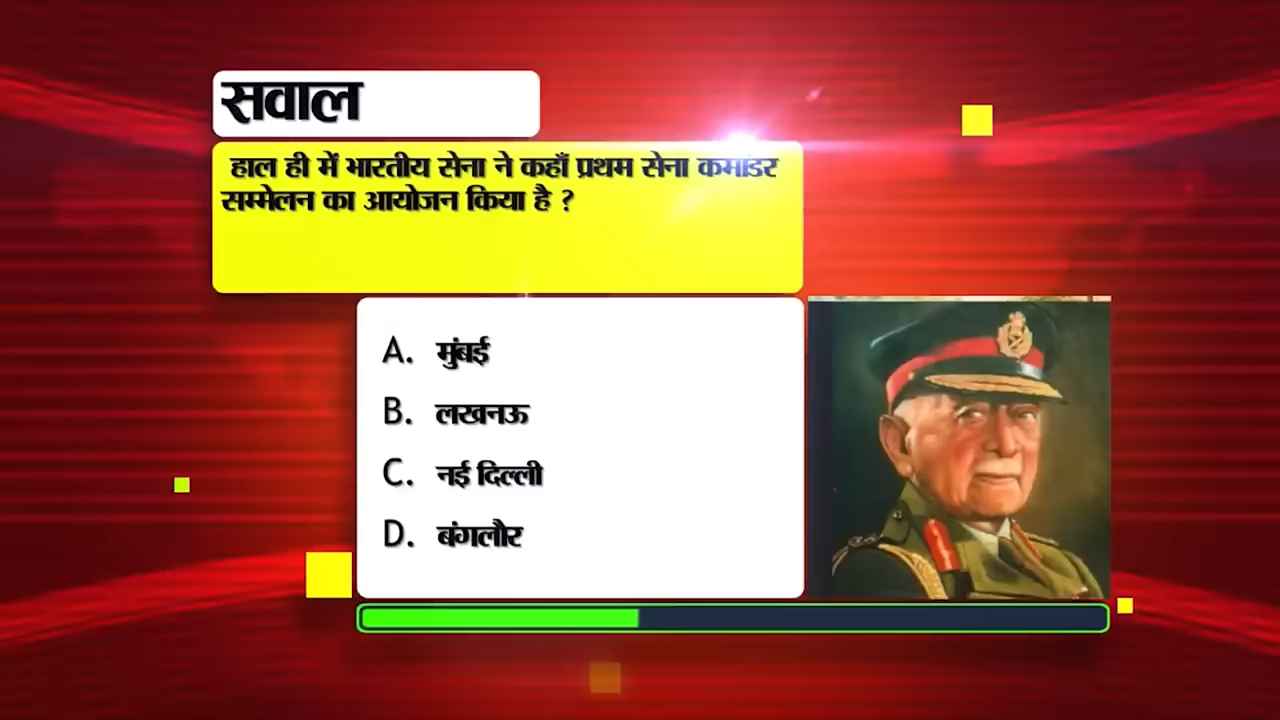 सवाल
हाल ही में भारतीय सेना ने कहाँ प्रथम सेना कमांडर
सम्मेलन का आयोजन किया है ?
A. मुंबई
B. लखनऊ
C. नई दिल्ली
D. बंगलौर